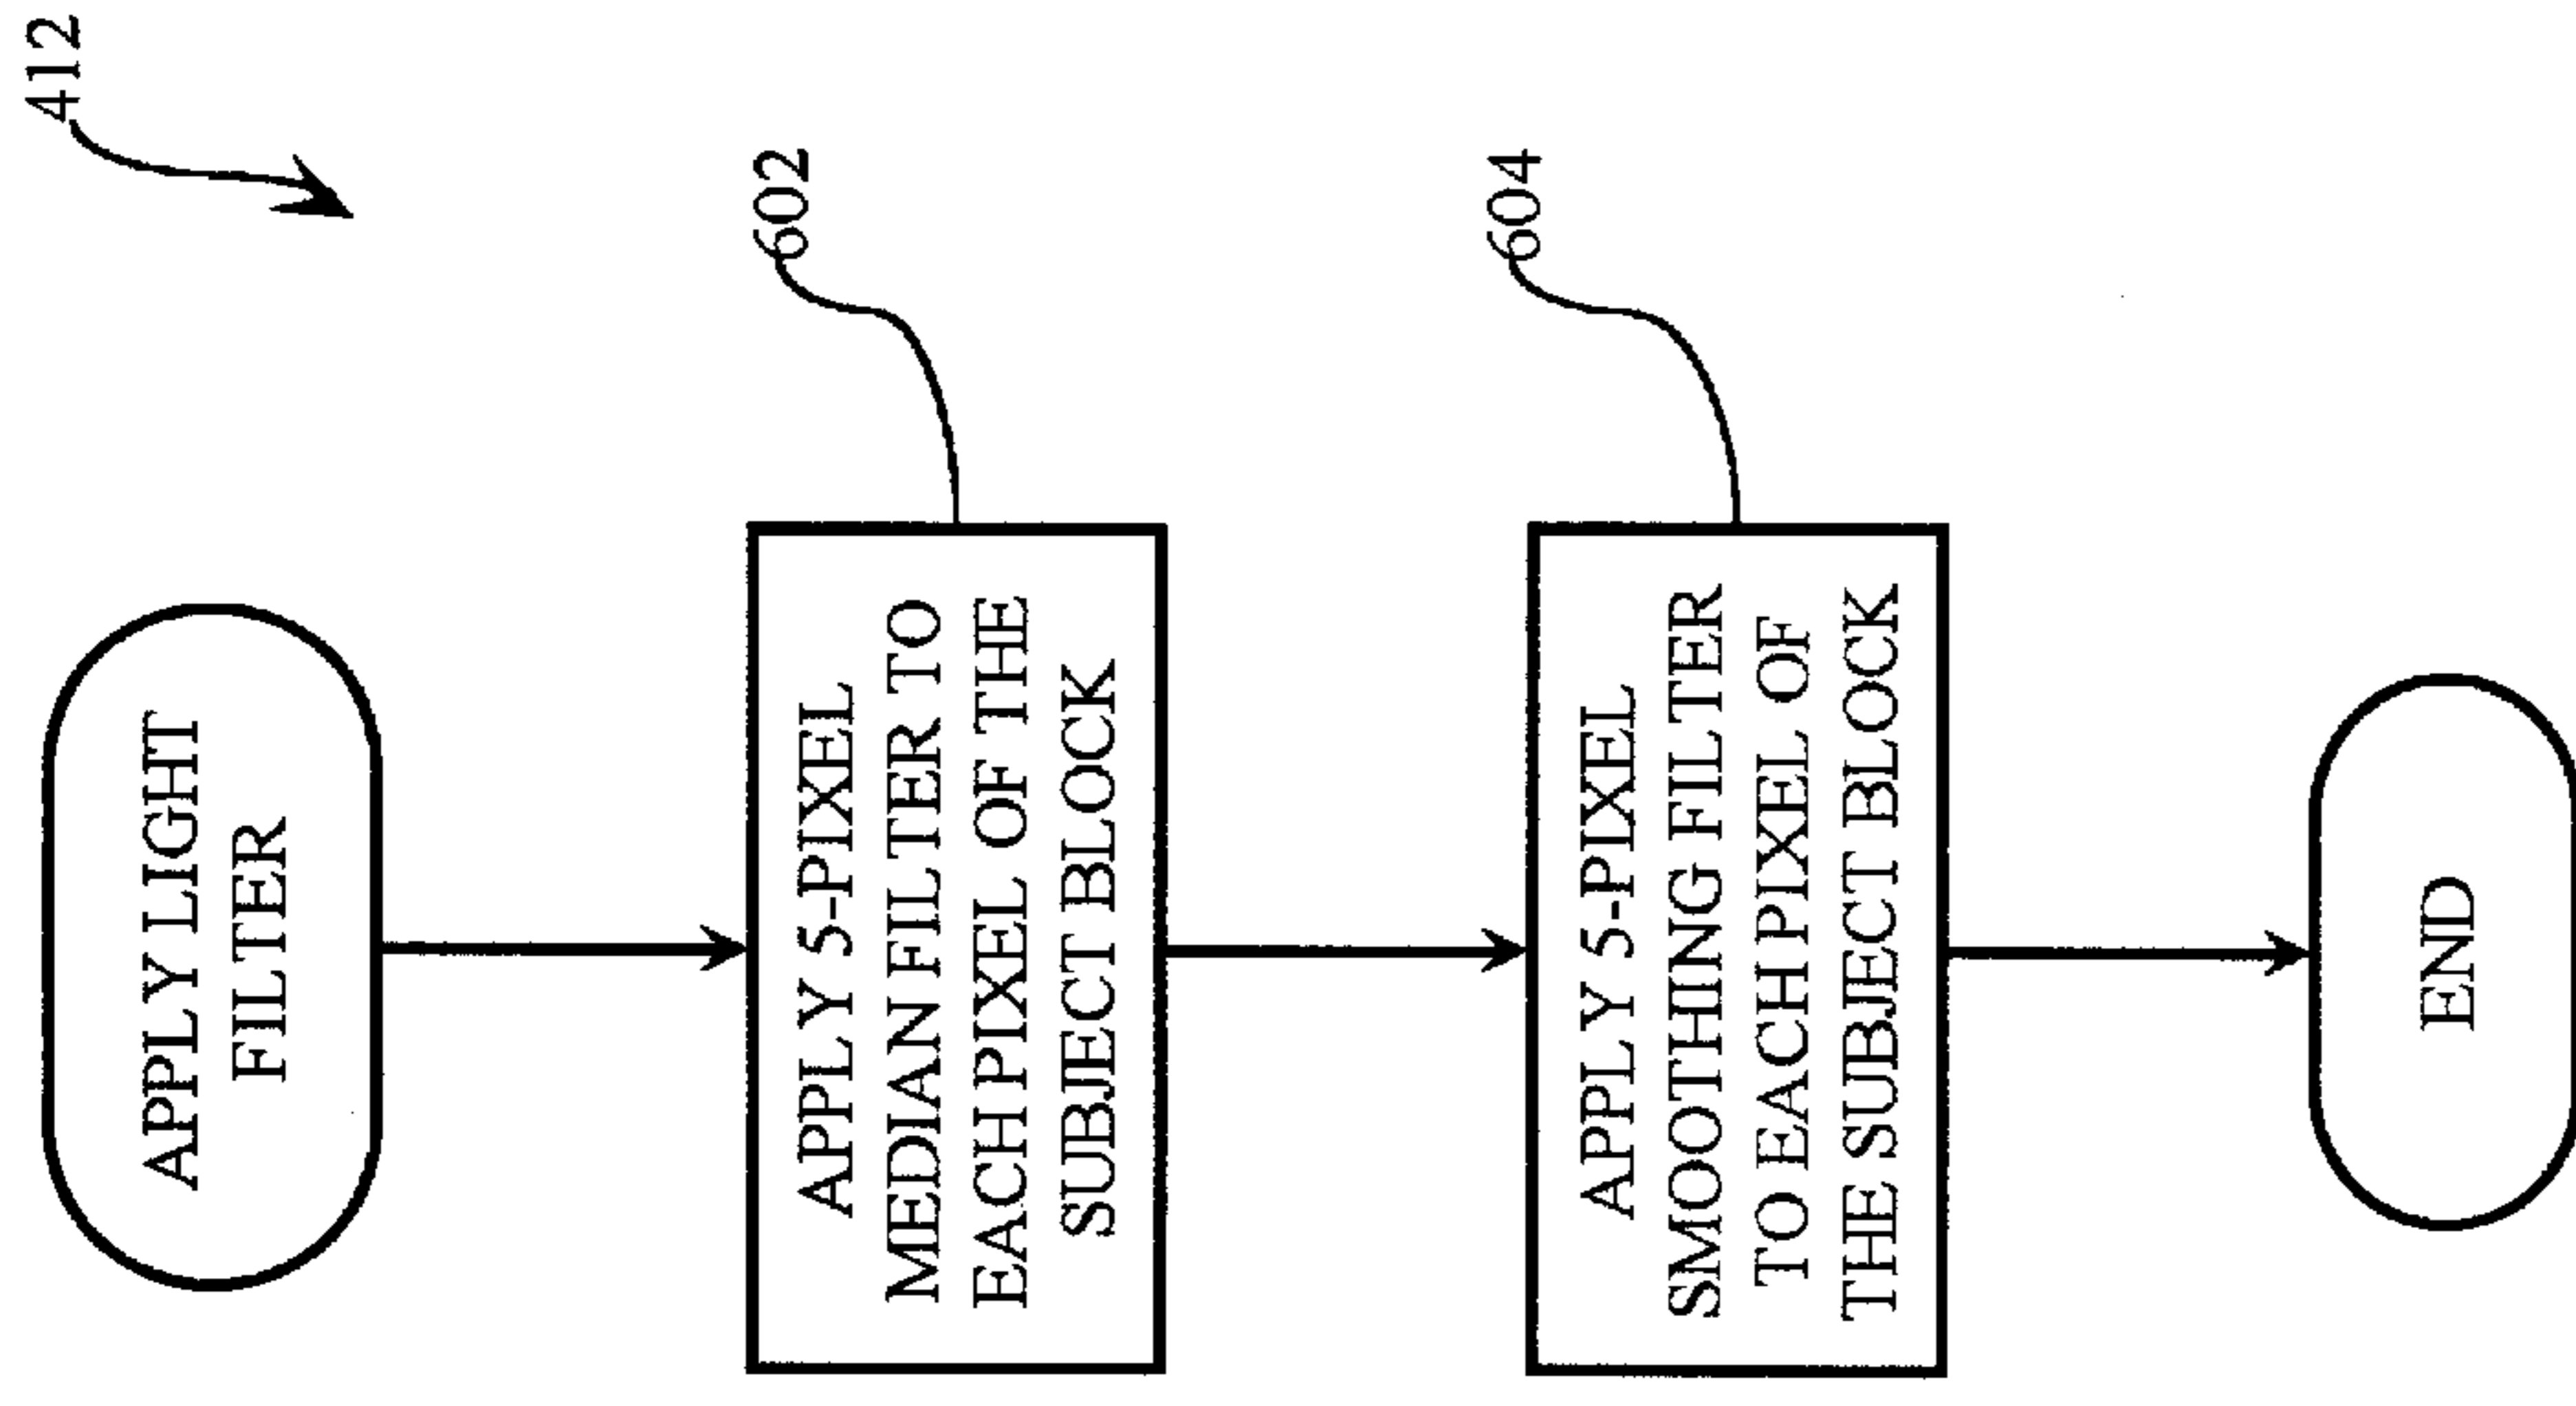 412
APPLY LIGHT
FILTER
602
APPLY 5-PIXEL
MEDIAN FILTER TO
EACH PIXEL OF THE
SUBJECT BLOCK
604
APPLY 5-PIXEL
SMOOTHING FILTER
TO EACH PIXEL OF
THE SUBJECT BLOCK
END